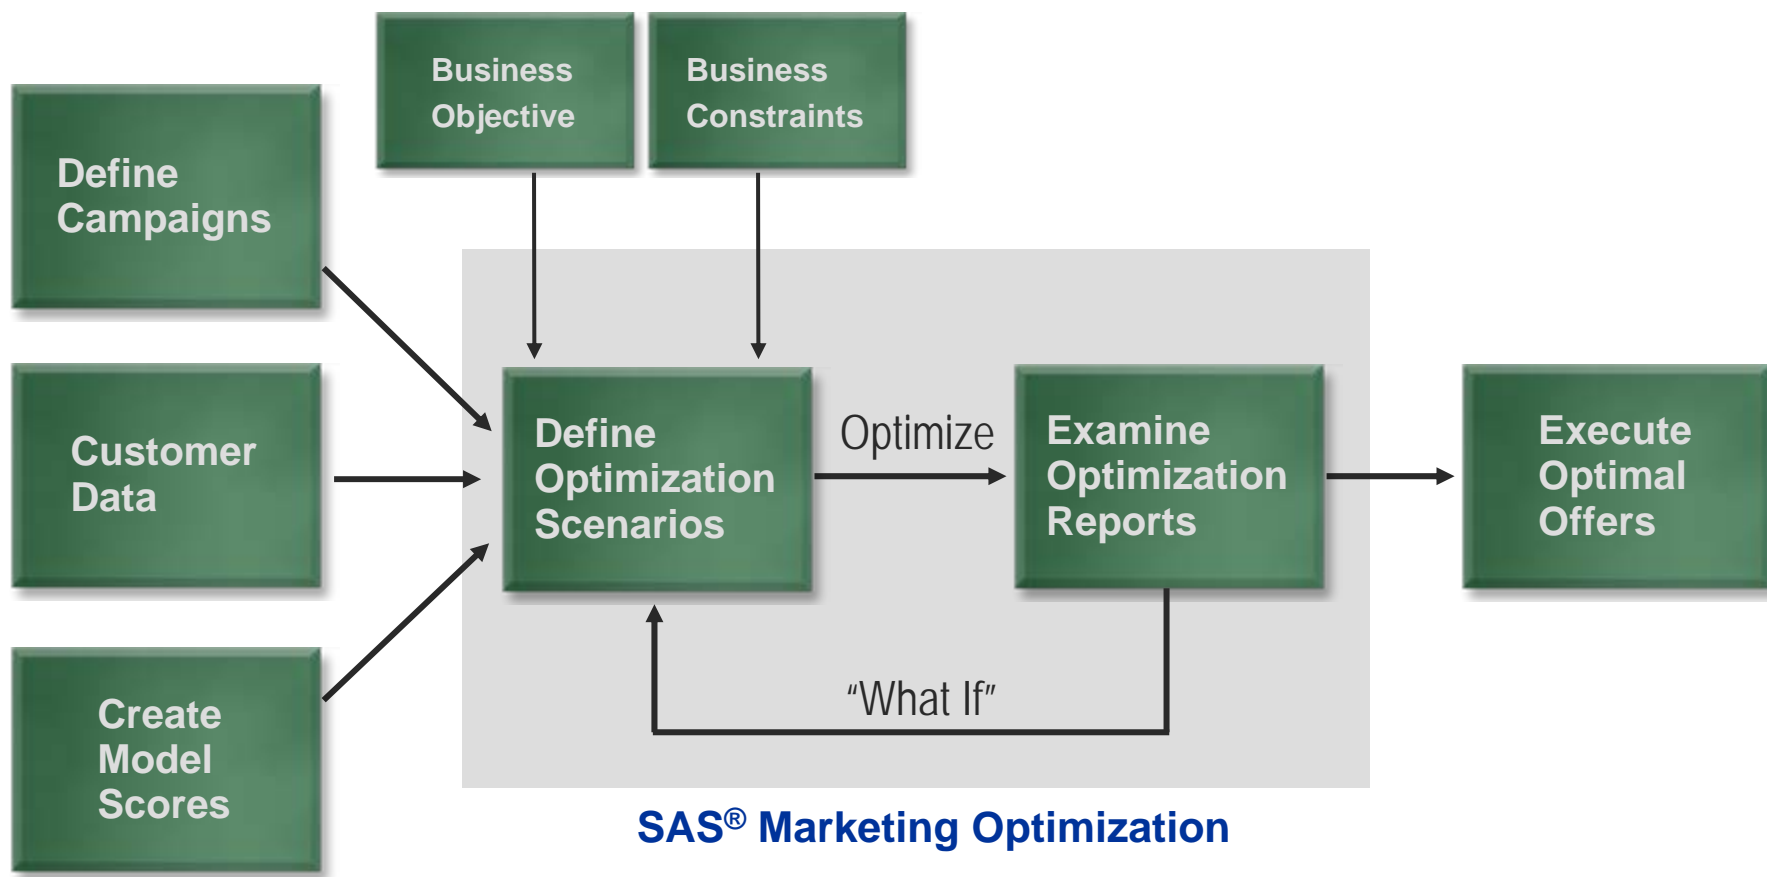 Business
Objective
Business
Constraints
Define
Campaigns
Customer
Data
Create
Model
Scores
Define
Optimization
Scenarios
Optimize
Examine
Optimization
Reports
Execute
Optimal
Offers
“What If”
SAS® Marketing Optimization